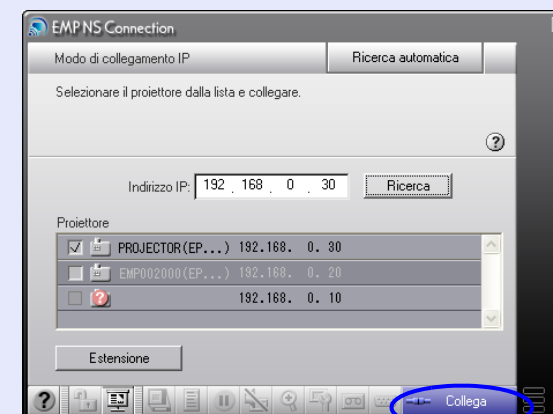 EMP NS Connection
Modo di collegamento IP
Ricerca automatica
Selezionare il proiettore dalla lista e collegare.
Indirizzo IP: 192 . 168 . 0 . 30
Ricerca
Proiettore
PROJECTOR(EP...) 192.168. 0. 30
EMP002000(EP...) 192.168. 0. 20
192.168. 0. 10
Estensione
Collega